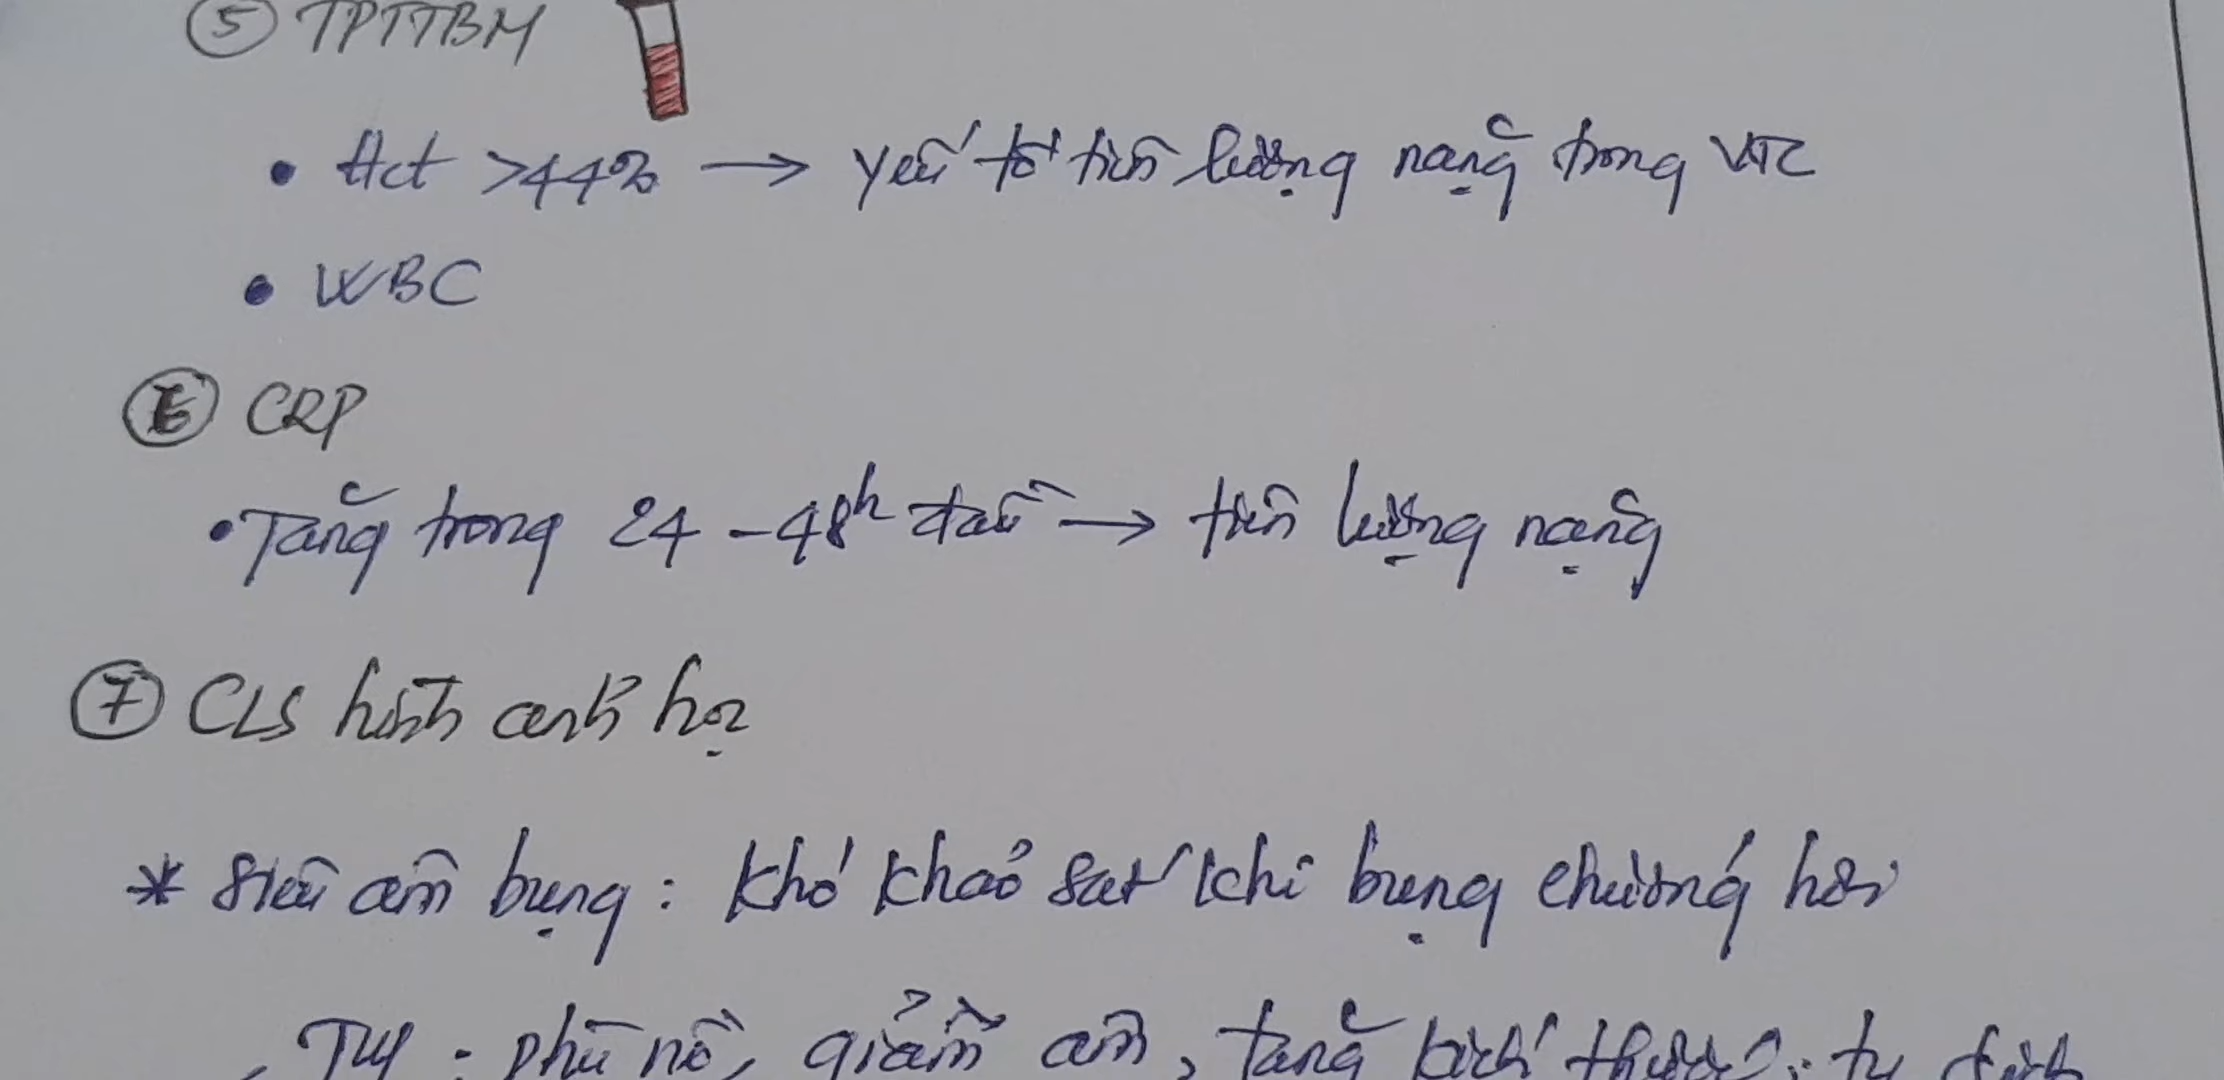 ⑤ TPTTBM
• Hct >44% → yếu tố tiên lượng nặng trong VTC
• WBC
⑥ CRP
• Tăng trong 24 - 48h đầu → tiên lượng nặng
⑦ CLS hình ảnh học
* Siêu âm bụng: khó khảo sát khi bụng chướng hơi
Tụy: phù nề, giảm âm, tăng kích thước; tụ dịch